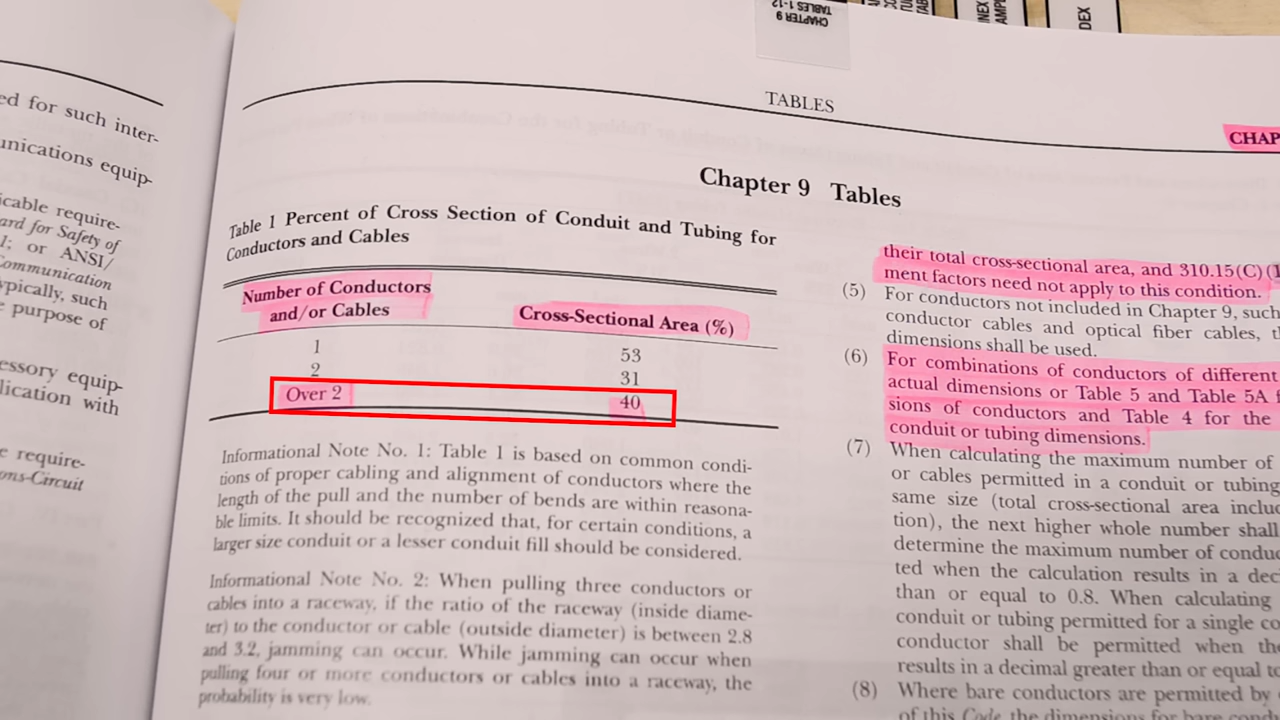 CHAPTER 9
TABLES 1-12
DEX
TABLES
CHAP
Chapter 9 Tables
ed for such inter-
unications equip-
icable require-
ard for Safety of
1; or ANSI/
Communication
ypically, such
purpose of
essory equip-
lication with
e require-
ons-Circuit
Table 1 Percent of Cross Section of Conduit and Tubing for
Conductors and Cables
Number of Conductors
and/or Cables
Cross-Sectional Area (%)
1 53
2 31
Over 2 40
Informational Note No. 1: Table 1 is based on common condi-
tions of proper cabling and alignment of conductors where the
length of the pull and the number of bends are within reasona-
ble limits. It should be recognized that, for certain conditions, a
larger size conduit or a lesser conduit fill should be considered.
Informational Note No. 2: When pulling three conductors or
cables into a raceway, if the ratio of the raceway (inside diame-
ter) to the conductor or cable (outside diameter) is between 2.8
and 3.2, jamming can occur. While jamming can occur when
pulling four or more conductors or cables into a raceway, the
probability is very low.
their total cross-sectional area, and 310.15(C)(1
ment factors need not apply to this condition.
(5) For conductors not included in Chapter 9, such
conductor cables and optical fiber cables, t
dimensions shall be used.
(6) For combinations of conductors of different
actual dimensions or Table 5 and Table 5A f
sions of conductors and Table 4 for the
conduit or tubing dimensions.
(7) When calculating the maximum number of
or cables permitted in a conduit or tubing
same size (total cross-sectional area inclu
tion), the next higher whole number shall
determine the maximum number of conduc
ted when the calculation results in a dec
than or equal to 0.8. When calculating
conduit or tubing permitted for a single co
conductor shall be permitted when the
results in a decimal greater than or equal to
(8) Where bare conductors are permitted by
of this Code, the dimensions for bare cond